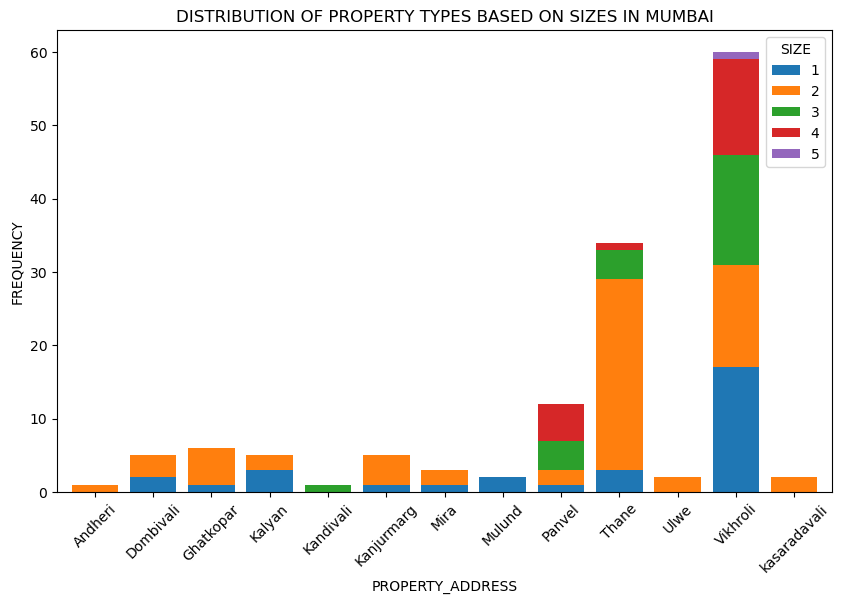 DISTRIBUTION OF PROPERTY TYPES BASED ON SIZES IN MUMBAI
SIZE
1
2
3
4
5
FREQUENCY
60
50
40
30
20
10
0
Andheri
Dombivali
Ghatkopar
Kalyan
Kandivali
Kanjurmarg
Mira
Mulund
Panvel
Thane
Ulwe
Vikhroli
kasaradavali
PROPERTY_ADDRESS